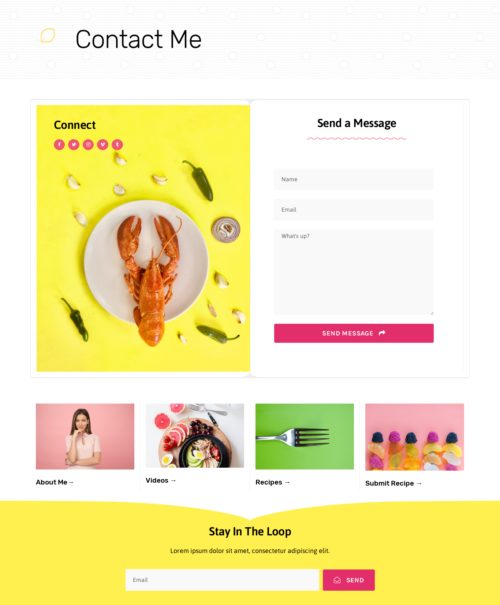 Contact Me
Connect
Send a Message
Name
Email
What's up?
SEND MESSAGE
About Me→
Videos →
Recipes →
Submit Recipe →
Stay In The Loop
Lorem ipsum dolor sit amet, consectetur adipiscing elit.
Email
SEND